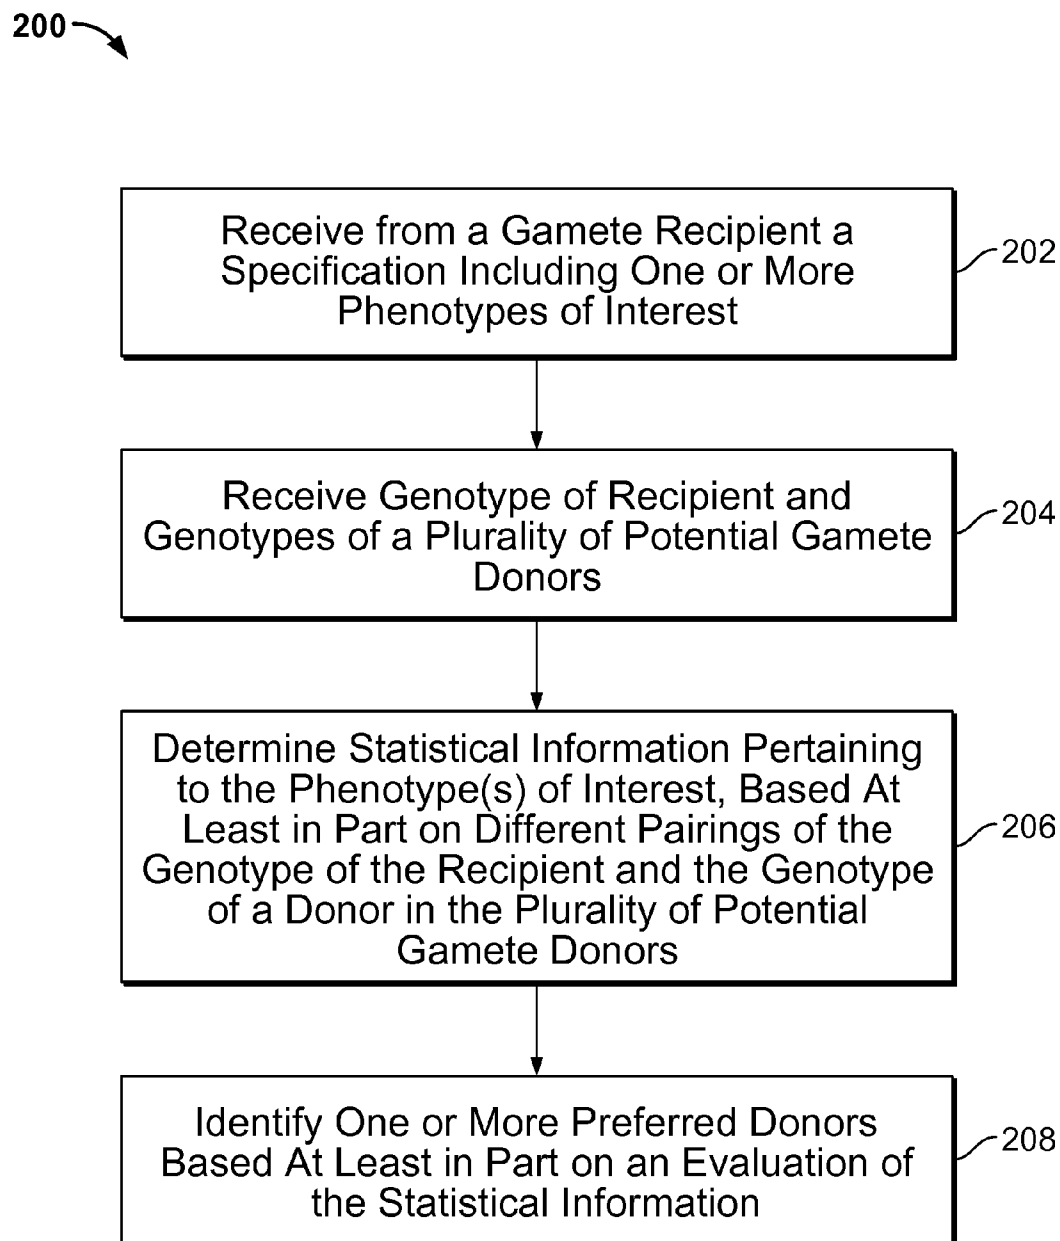 200
Receive from a Gamete Recipient a
Specification Including One or More
Phenotypes of Interest
202
Receive Genotype of Recipient and
Genotypes of a Plurality of Potential Gamete
Donors
204
Determine Statistical Information Pertaining
to the Phenotype(s) of Interest, Based At
Least in Part on Different Pairings of the
Genotype of the Recipient and the Genotype
of a Donor in the Plurality of Potential
Gamete Donors
206
Identify One or More Preferred Donors
Based At Least in Part on an Evaluation of
the Statistical Information
208